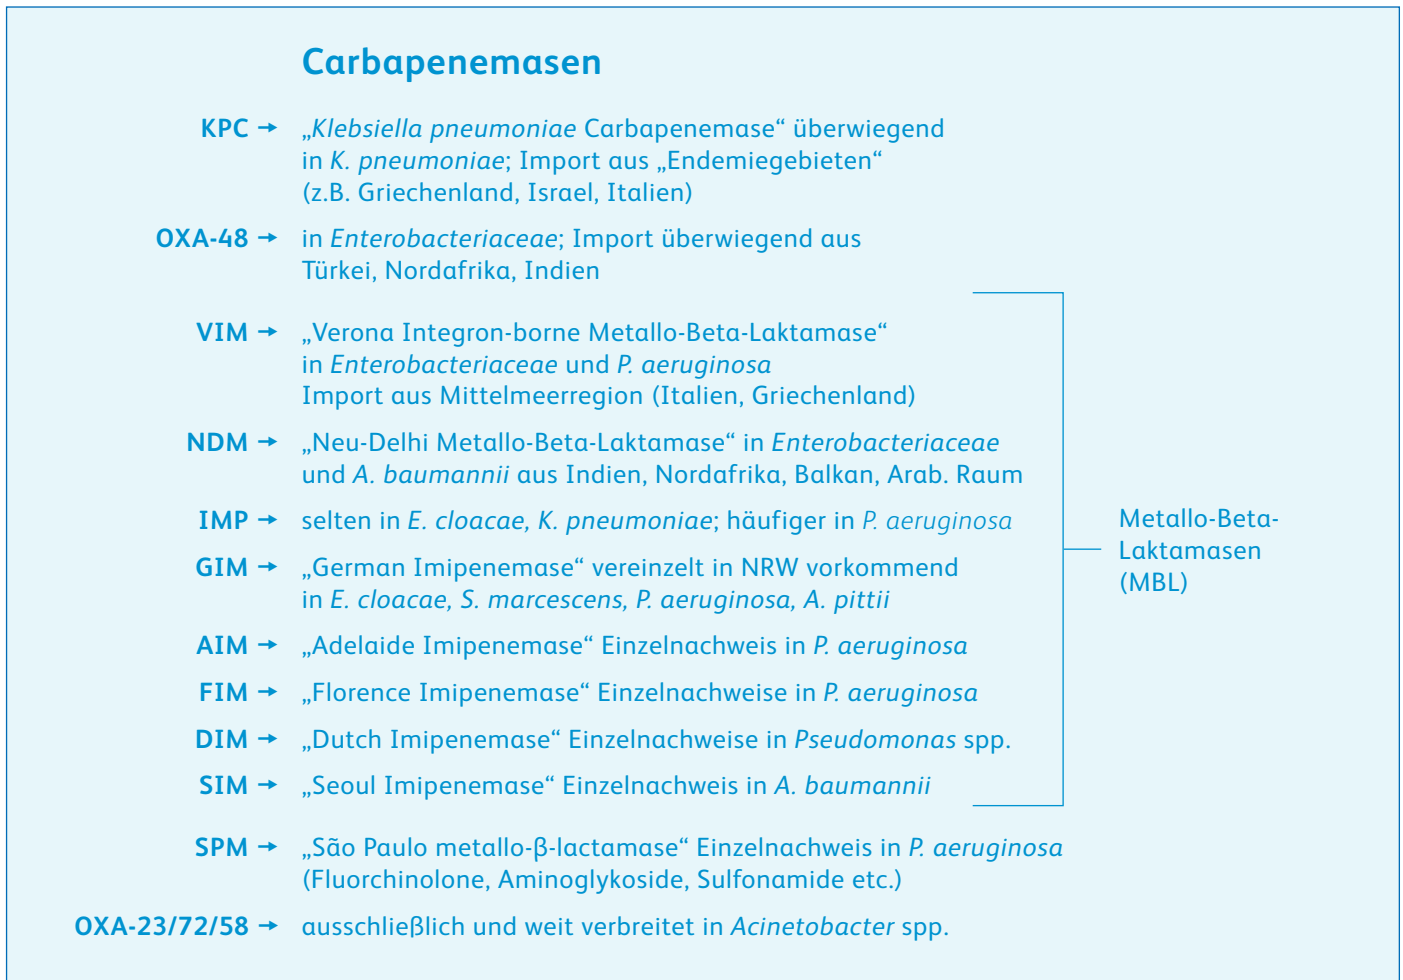 Carbapenemasen
KPC → „Klebsiella pneumoniae Carbapenemase“ überwiegend
in K. pneumoniae; Import aus „Endemiegebieten“
(z.B. Griechenland, Israel, Italien)
OXA-48 → in Enterobacteriaceae; Import überwiegend aus
Türkei, Nordafrika, Indien
VIM → „Verona Integron-borne Metallo-Beta-Laktamase“
in Enterobacteriaceae und P. aeruginosa
Import aus Mittelmeerregion (Italien, Griechenland)
NDM → „Neu-Delhi Metallo-Beta-Laktamase“ in Enterobacteriaceae
und A. baumannii aus Indien, Nordafrika, Balkan, Arab. Raum
IMP → selten in E. cloacae, K. pneumoniae; häufiger in P. aeruginosa
GIM → „German Imipenemase“ vereinzelt in NRW vorkommend
in E. cloacae, S. marcescens, P. aeruginosa, A. pittii
AIM → „Adelaide Imipenemase“ Einzelnachweis in P. aeruginosa
FIM → „Florence Imipenemase“ Einzelnachweise in P. aeruginosa
DIM → „Dutch Imipenemase“ Einzelnachweise in Pseudomonas spp.
SIM → „Seoul Imipenemase“ Einzelnachweis in A. baumannii
Metallo-Beta-
Laktamasen
(MBL)
SPM → „São Paulo metallo-β-lactamase“ Einzelnachweis in P. aeruginosa
(Fluorchinolone, Aminoglykoside, Sulfonamide etc.)
OXA-23/72/58 → ausschließlich und weit verbreitet in Acinetobacter spp.